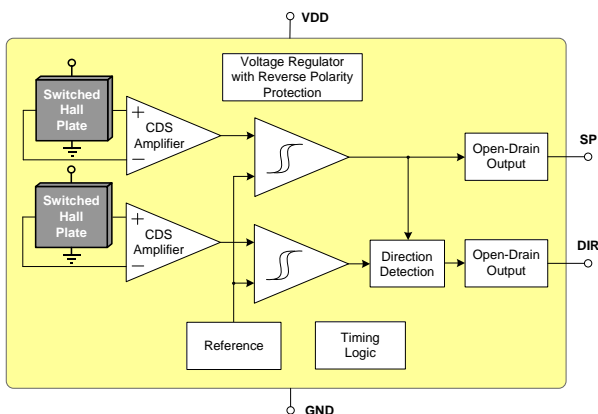 VDD
Voltage Regulator
with Reverse Polarity
Protection
Switched
Hall
Plate
+
−
CDS
Amplifier
Open-Drain
Output
SP
Switched
Hall
Plate
+
−
CDS
Amplifier
Direction
Detection
Open-Drain
Output
DIR
Reference
Timing
Logic
GND